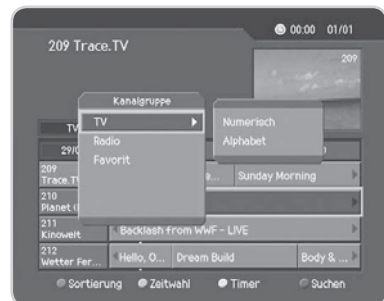 00:00 01/01
209 Trace.TV
209
Kanalgruppe
TV
Radio
Favorit
Numerisch
Alphabet
TV
29/0
209
Trace.T
e...
Sunday Morning
210
Planet
211
Kinowelt
Backlash from WWF - LIVE
212
Wetter Fer...
Hello, O...
Dream Build
Body & ...
Sortierung
Zeitwahl
Timer
Suchen